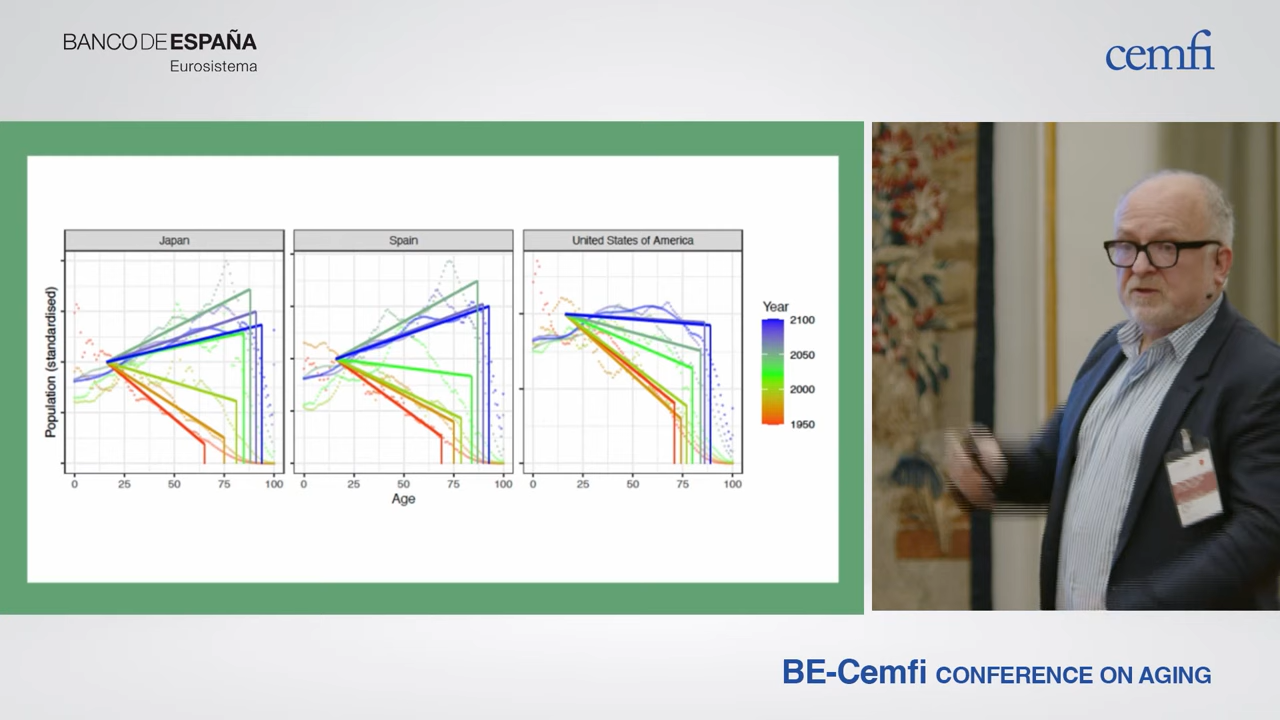 BANCO DE ESPAÑA
Eurosistema
cemfi
Japan
Spain
United States of America
Population (standardised)
0 25 50 75 100
0 25 50 75 100
0 25 50 75 100
Age
Year
2100
2050
2000
1950
BE-Cemfi CONFERENCE ON AGING